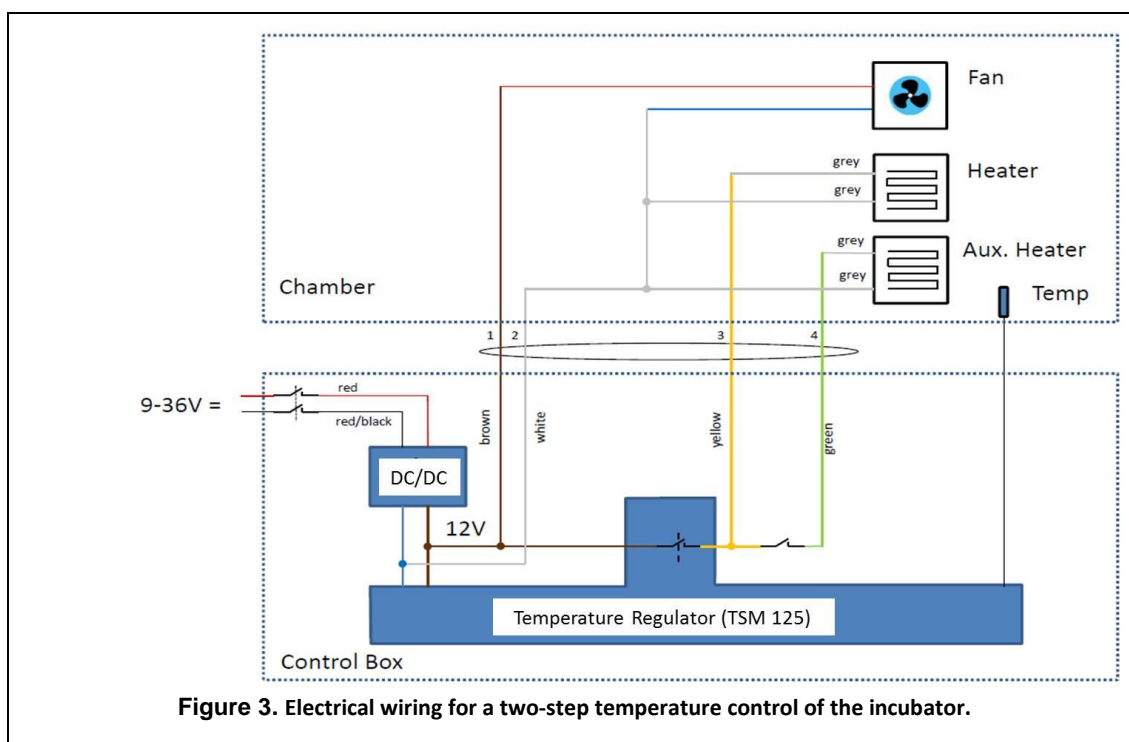 Fan
grey
Heater
grey
grey
Aux. Heater
grey
Chamber
Temp
1
2
3
4
9-36V =
red
red/black
brown
white
yellow
green
DC/DC
12V
Temperature Regulator (TSM 125)
Control Box
Figure 3. Electrical wiring for a two-step temperature control of the incubator.